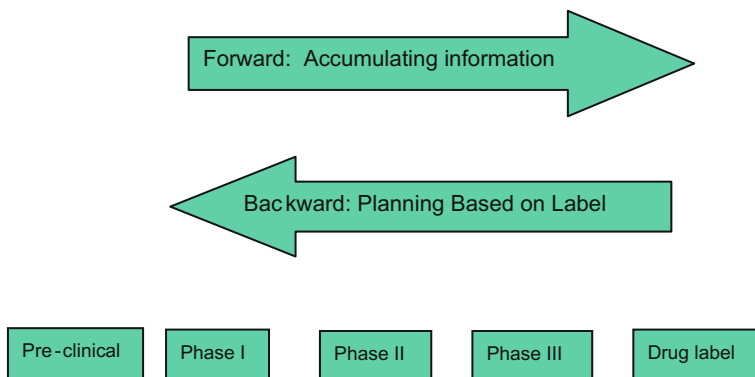 Forward: Accumulating information
Backward: Planning Based on Label
Pre-clinical Phase I Phase II Phase III Drug label